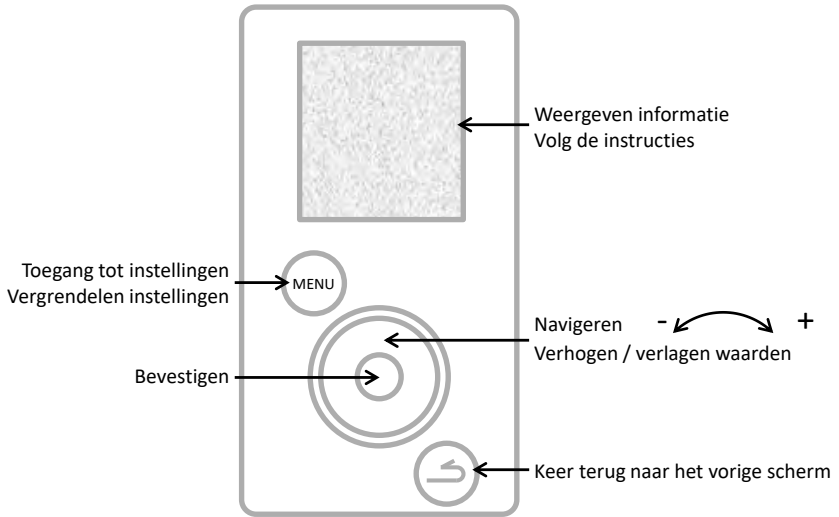 Weergeven informatie
Volg de instructies
Toegang tot instellingen
Vergrendelen instellingen
MENU
Navigeren - +
Verhogen / verlagen waarden
Bevestigen
Keer terug naar het vorige scherm